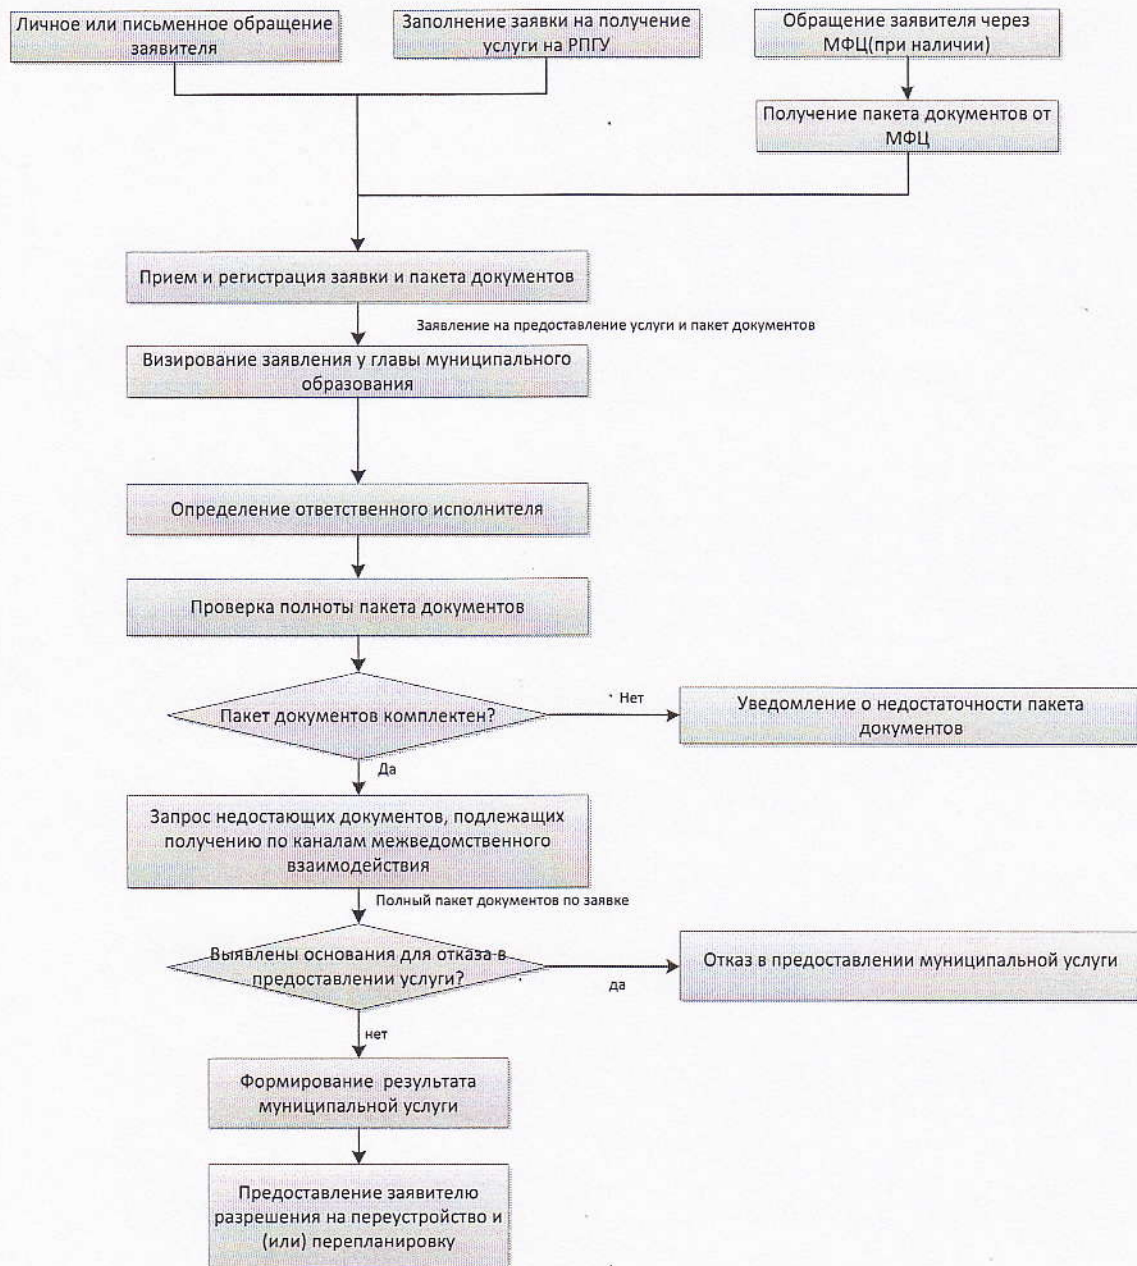 Личное или письменное обращение
заявителя
Заполнение заявки на получение
услуги на РПГУ
Обращение заявителя через
МФЦ(при наличии)
Получение пакета документов от
МФЦ
Прием и регистрация заявки и пакета документов
Заявление на предоставление услуги и пакет документов
Визирование заявления у главы муниципального
образования
Определение ответственного исполнителя
Проверка полноты пакета документов
Пакет документов комплектен?
Нет
Уведомление о недостаточности пакета
документов
Да
Запрос недостающих документов, подлежащих
получению по каналам межведомственного
взаимодействия
Полный пакет документов по заявке
Выявлены основания для отказа в
предоставлении услуги?
да
Отказ в предоставлении муниципальной услуги
нет
Формирование результата
муниципальной услуги
Предоставление заявителю
разрешения на переустройство и
(или) перепланировку